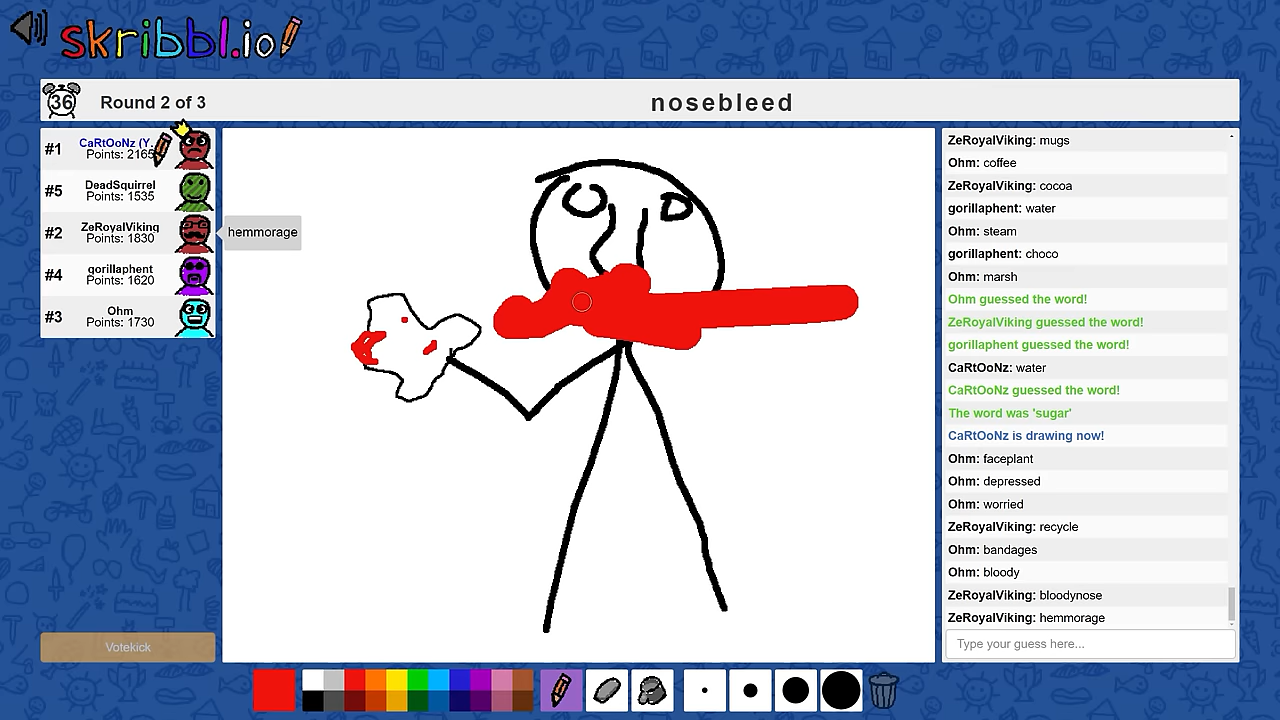 skribbl.io
36
Round 2 of 3
nosebleed
#1
CaRtOoNz (Y.
Points: 2165
#5
DeadSquirrel
Points: 1535
#2
ZeRoyalViking
Points: 1830
hemmorage
#4
gorillaphent
Points: 1620
#3
Ohm
Points: 1730
Votekick
ZeRoyalViking: mugs
Ohm: coffee
ZeRoyalViking: cocoa
gorillaphent: water
Ohm: steam
gorillaphent: choco
Ohm: marsh
Ohm guessed the word!
ZeRoyalViking guessed the word!
gorillaphent guessed the word!
CaRtOoNz: water
CaRtOoNz guessed the word!
The word was 'sugar'
CaRtOoNz is drawing now!
Ohm: faceplant
Ohm: depressed
Ohm: worried
ZeRoyalViking: recycle
Ohm: bandages
Ohm: bloody
ZeRoyalViking: bloodynose
ZeRoyalViking: hemmorage
Type your guess here...